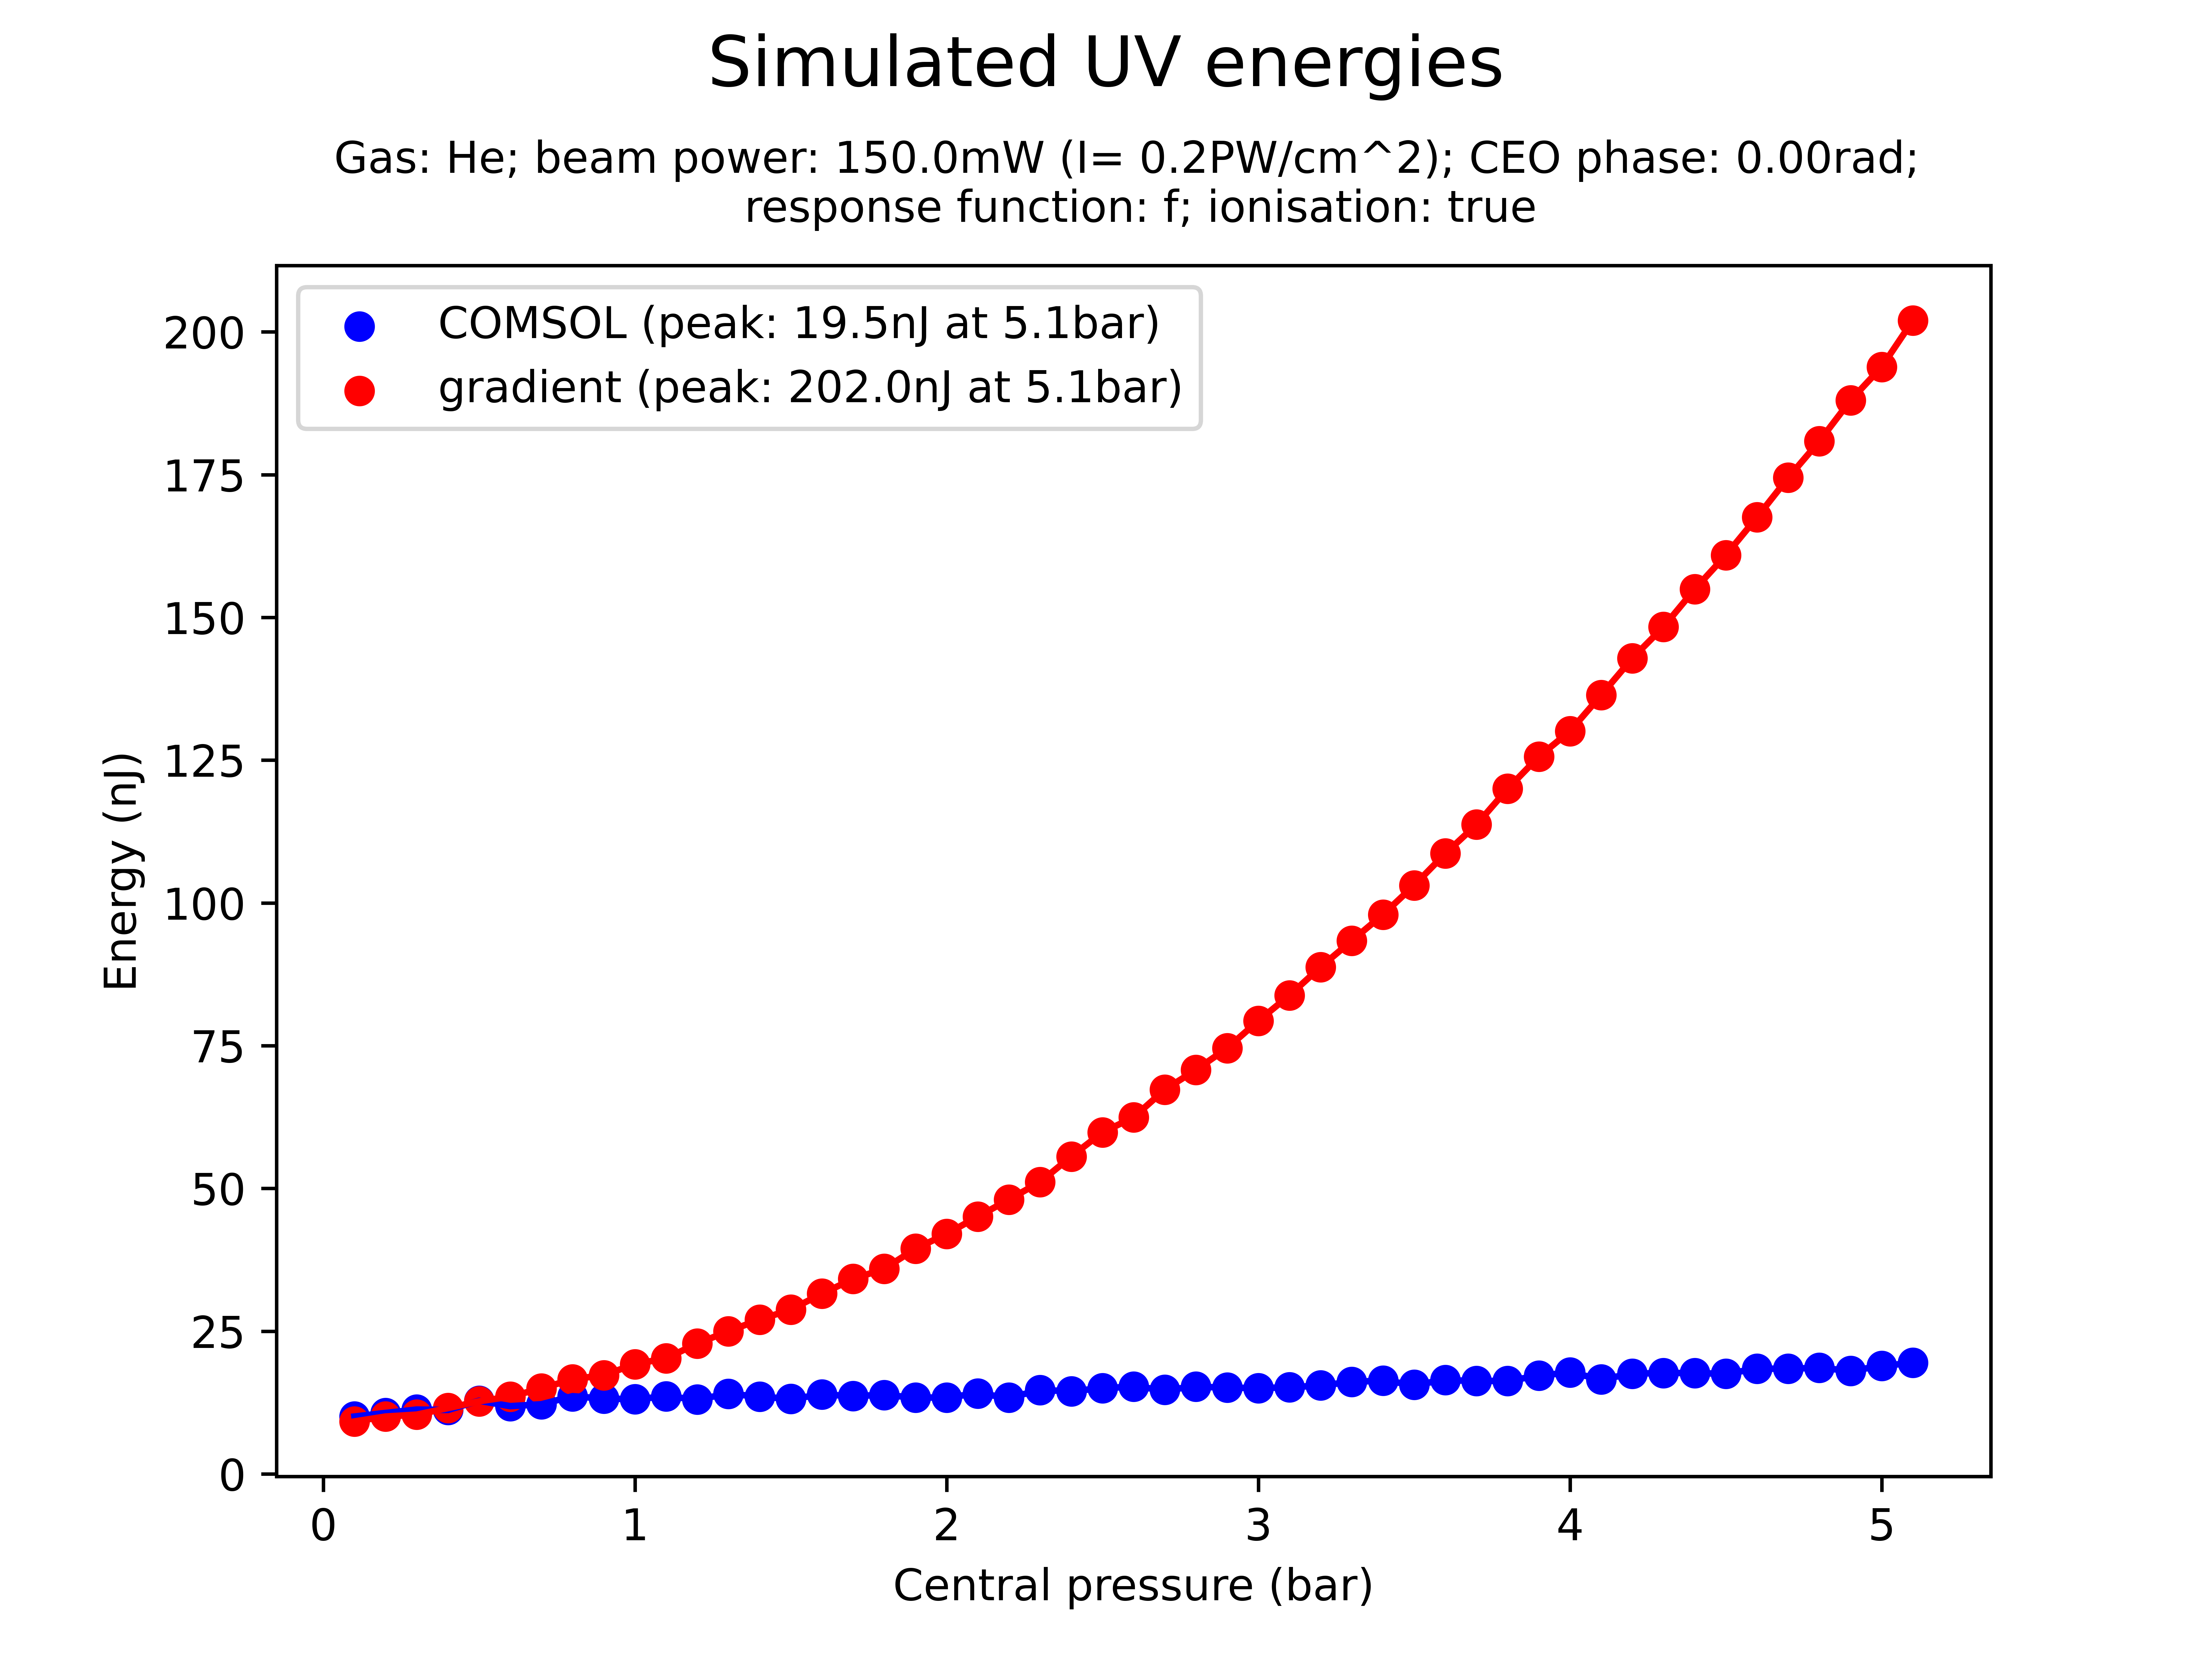 Simulated UV energies
Gas: He; beam power: 150.0mW (I= 0.2PW/cm^2); CEO phase: 0.00rad;
response function: f; ionisation: true
COMSOL (peak: 19.5nJ at 5.1bar)
gradient (peak: 202.0nJ at 5.1bar)
200
175
150
125
100
75
50
25
0
Energy (nJ)
0 1 2 3 4 5
Central pressure (bar)